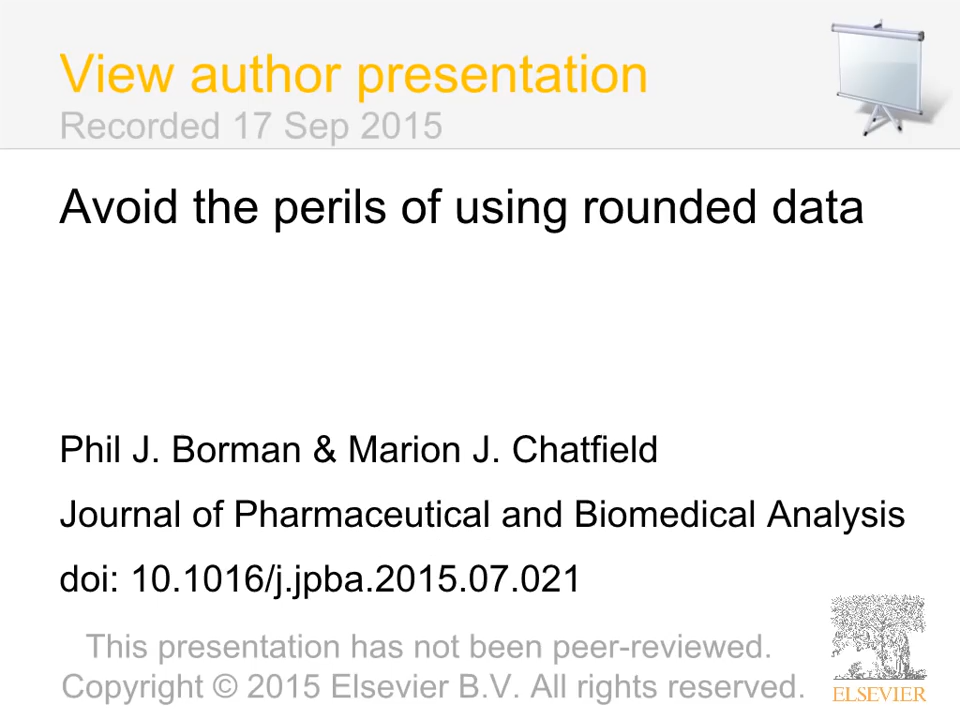 View author presentation
Recorded 17 Sep 2015
Avoid the perils of using rounded data
Phil J. Borman & Marion J. Chatfield
Journal of Pharmaceutical and Biomedical Analysis
doi: 10.1016/j.jpba.2015.07.021
This presentation has not been peer-reviewed.
Copyright © 2015 Elsevier B.V. All rights reserved.
ELSEVIER